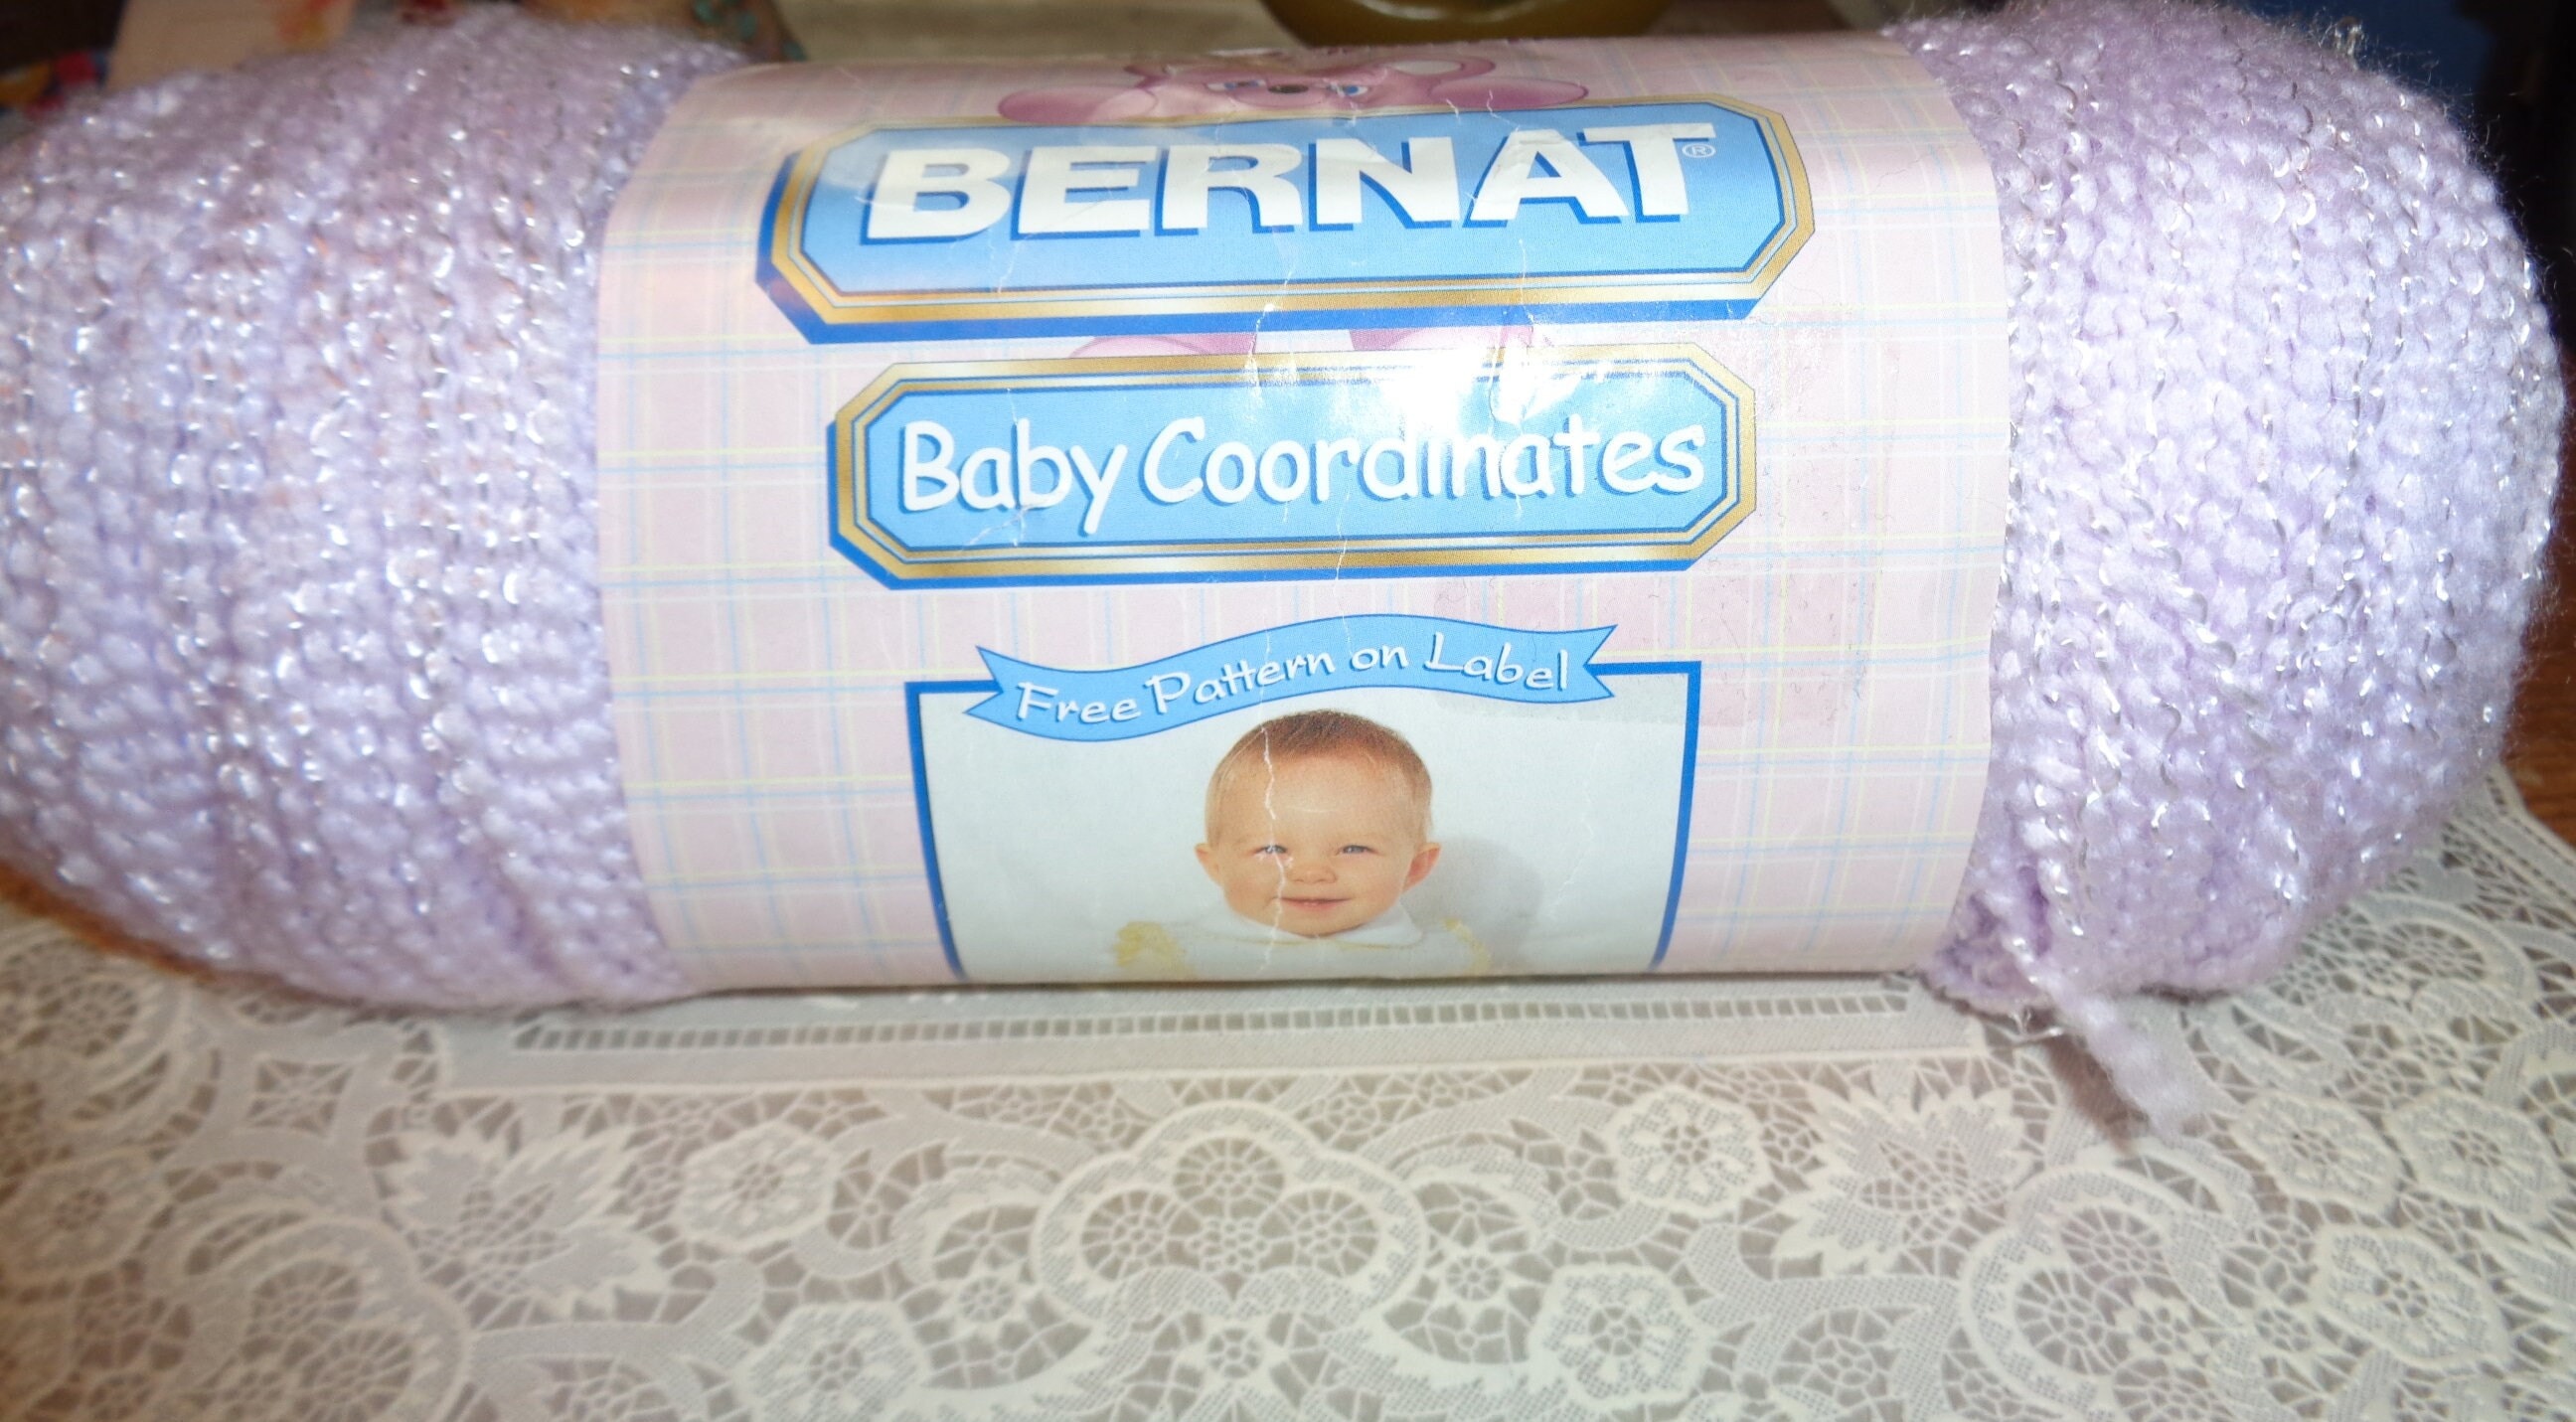 BERNAT®
Baby Coordinates
Free Pattern on Label